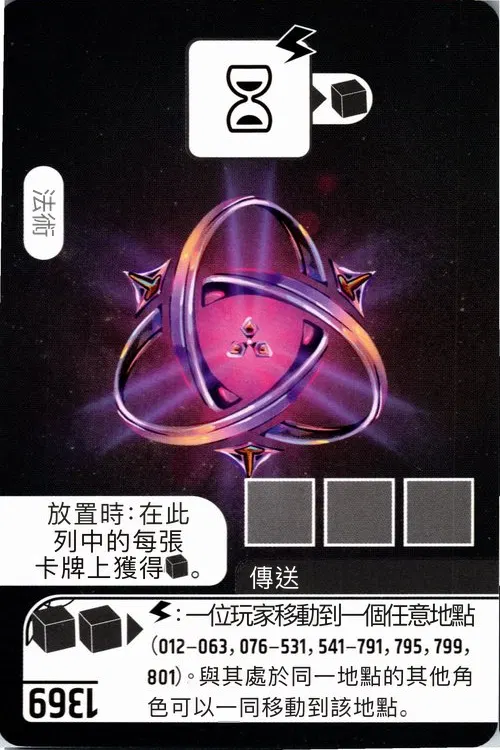 法術
放置時：在此
列中的每張
卡牌上獲得。
傳送
：一位玩家移動到一個任意地點
(012-063, 076-531, 541-791, 795, 799,
801)。與其處於同一地點的其他角
色可以一同移動到該地點。
1369